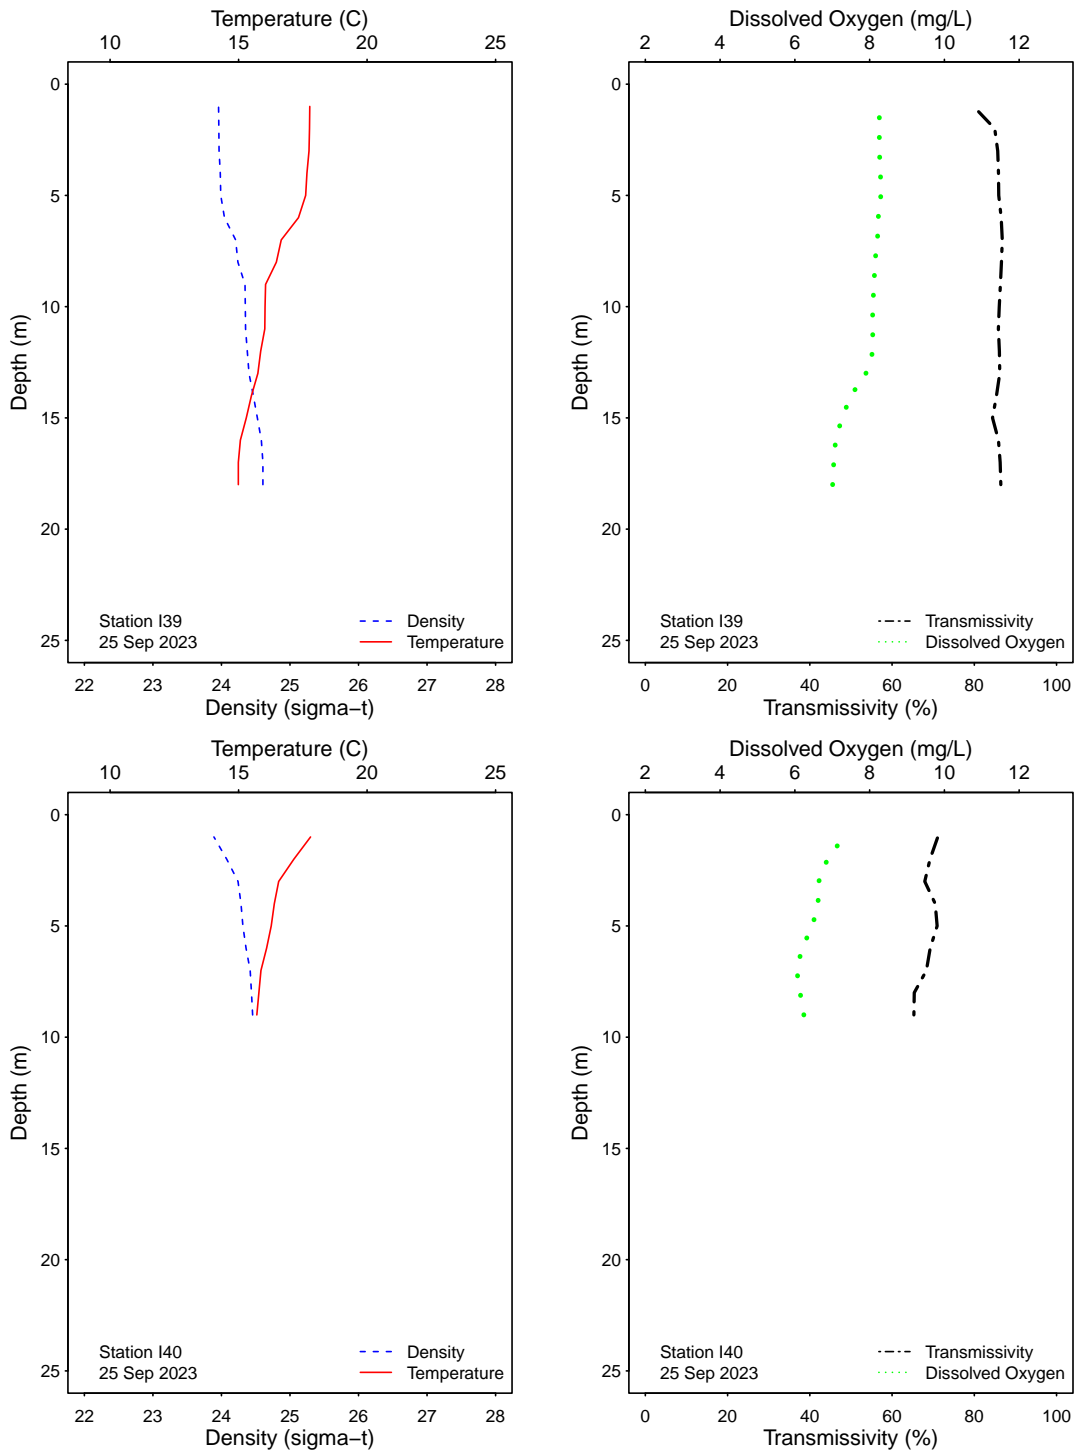 Temperature (C)
10 15 20 25
0
5
10
15
20
25
Depth (m)
Station I39
25 Sep 2023
Density
Temperature
22 23 24 25 26 27 28
Density (sigma−t)
Dissolved Oxygen (mg/L)
2 4 6 8 10 12
0
5
10
15
20
25
Depth (m)
Station I39
25 Sep 2023
Transmissivity
Dissolved Oxygen
0 20 40 60 80 100
Transmissivity (%)
Temperature (C)
10 15 20 25
0
5
10
15
20
25
Depth (m)
Station I40
25 Sep 2023
Density
Temperature
22 23 24 25 26 27 28
Density (sigma−t)
Dissolved Oxygen (mg/L)
2 4 6 8 10 12
0
5
10
15
20
25
Depth (m)
Station I40
25 Sep 2023
Transmissivity
Dissolved Oxygen
0 20 40 60 80 100
Transmissivity (%)